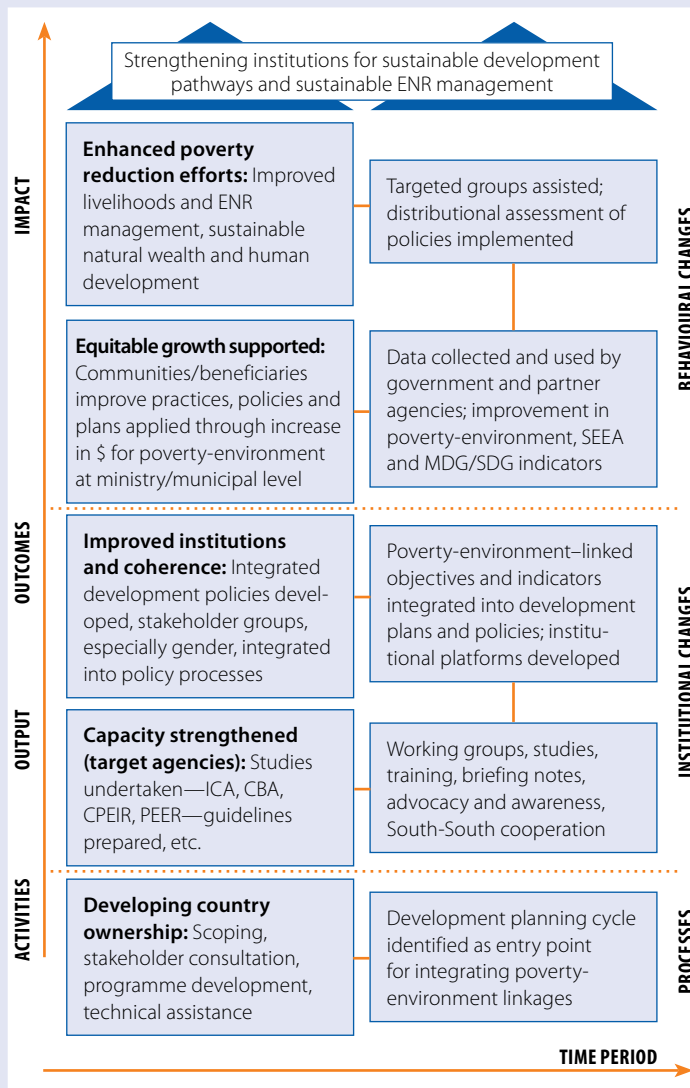 Strengthening institutions for sustainable development
pathways and sustainable ENR management
IMPACT
Enhanced poverty
reduction efforts: Improved
livelihoods and ENR
management, sustainable
natural wealth and human
development
Targeted groups assisted;
distributional assessment of
policies implemented
BEHAVIOURAL CHANGES
Equitable growth supported:
Communities/beneficiaries
improve practices, policies and
plans applied through increase
in $ for poverty-environment
at ministry/municipal level
Data collected and used by
government and partner
agencies; improvement in
poverty-environment, SEEA
and MDG/SDG indicators
OUTCOMES
Improved institutions
and coherence: Integrated
development policies devel-
oped, stakeholder groups,
especially gender, integrated
into policy processes
Poverty-environment–linked
objectives and indicators
integrated into development
plans and policies; institu-
tional platforms developed
INSTITUTIONAL CHANGES
OUTPUT
Capacity strengthened
(target agencies): Studies
undertaken—ICA, CBA,
CPEIR, PEER—guidelines
prepared, etc.
Working groups, studies,
training, briefing notes,
advocacy and awareness,
South-South cooperation
ACTIVITIES
Developing country
ownership: Scoping,
stakeholder consultation,
programme development,
technical assistance
Development planning cycle
identified as entry point
for integrating poverty-
environment linkages
PROCESSES
TIME PERIOD